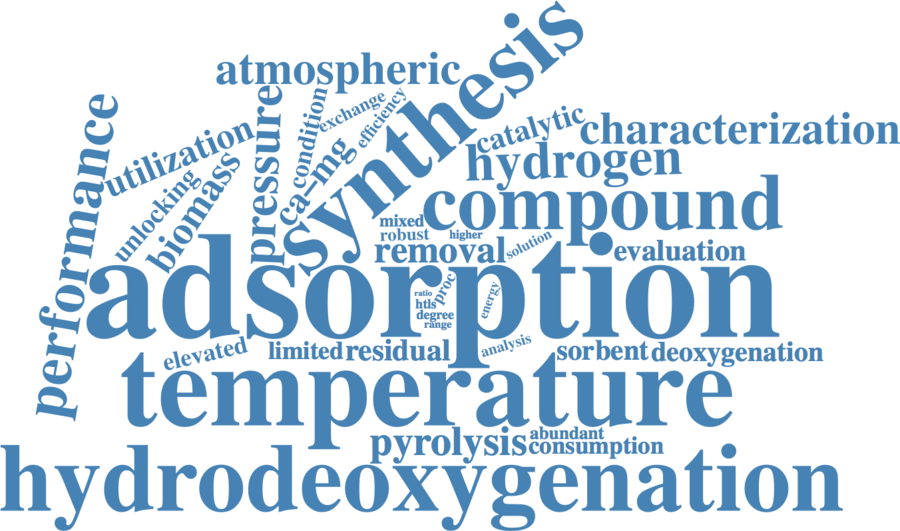 synthesis
atmospheric
performance
utilization
pressure
condition
exchange
efficiency
catalytic
characterization
unlocking
biomass
ca–mg
hydrogen
compound
mixed
robust
higher
removal
solution
evaluation
adsorption
ratio
proc
htls
degree
range
energy
elevated
limited
residual
analysis
sorbent
deoxygenation
temperature
pyrolysis
abundant
consumption
hydrodeoxygenation